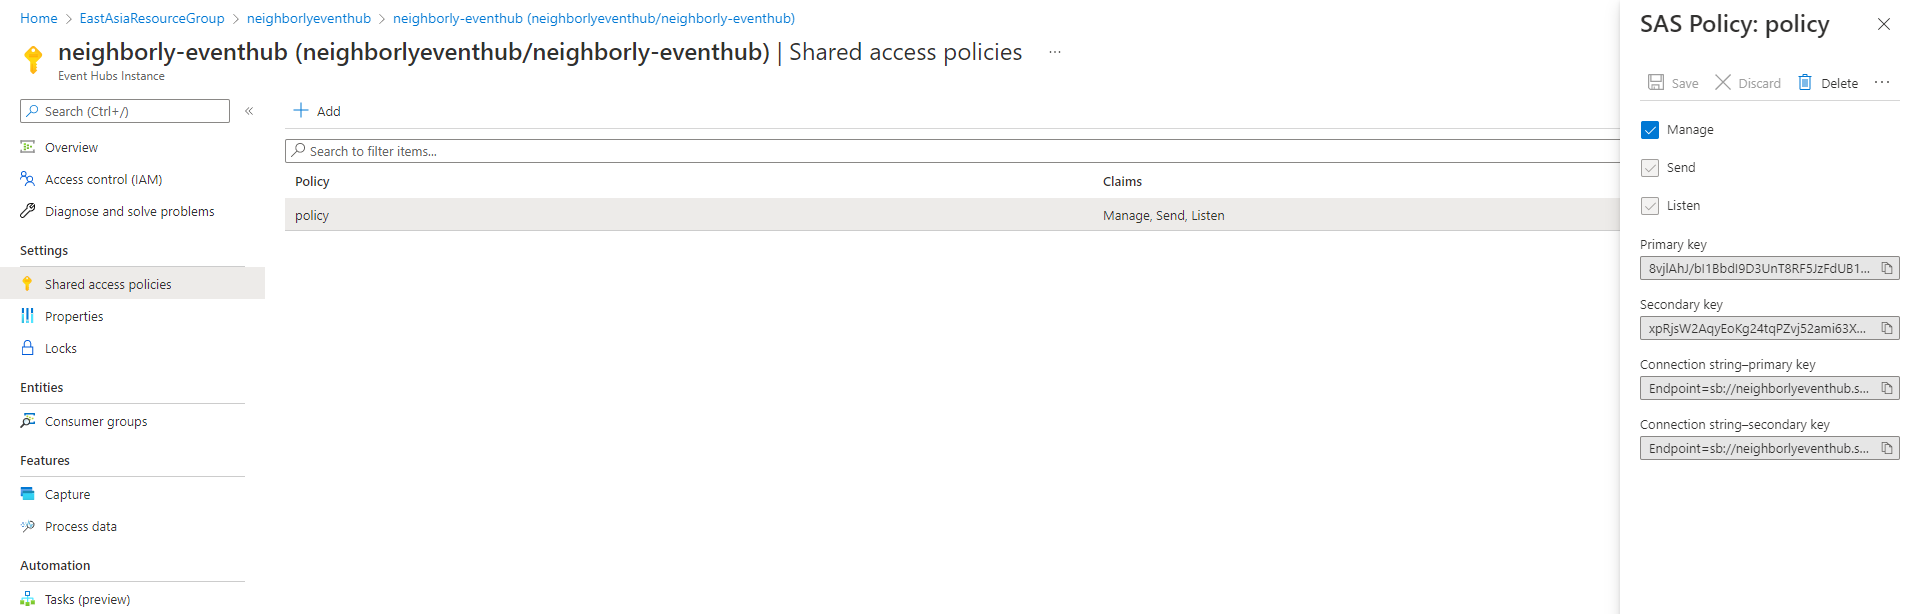 Home > EastAsiaResourceGroup > neighborlyeventhub > neighborly-eventhub (neighborlyeventhub/neighborly-eventhub)
neighborly-eventhub (neighborlyeventhub/neighborly-eventhub) | Shared access policies ...
Event Hubs Instance
Search (Ctrl+/)
«
Overview
Access control (IAM)
Diagnose and solve problems
Settings
Shared access policies
Properties
Locks
Entities
Consumer groups
Features
Capture
Process data
Automation
Tasks (preview)
Add
Search to filter items...
Policy Claims
policy Manage, Send, Listen
SAS Policy: policy
Save Discard Delete ...
Manage
Send
Listen
Primary key
8vjlAhJ/bI1BbdI9D3UnT8RF5JzFdUB1...
Secondary key
xpRjsW2AqyEoKg24tqPZvj52ami63X...
Connection string–primary key
Endpoint=sb://neighborlyeventhub.s...
Connection string–secondary key
Endpoint=sb://neighborlyeventhub.s...